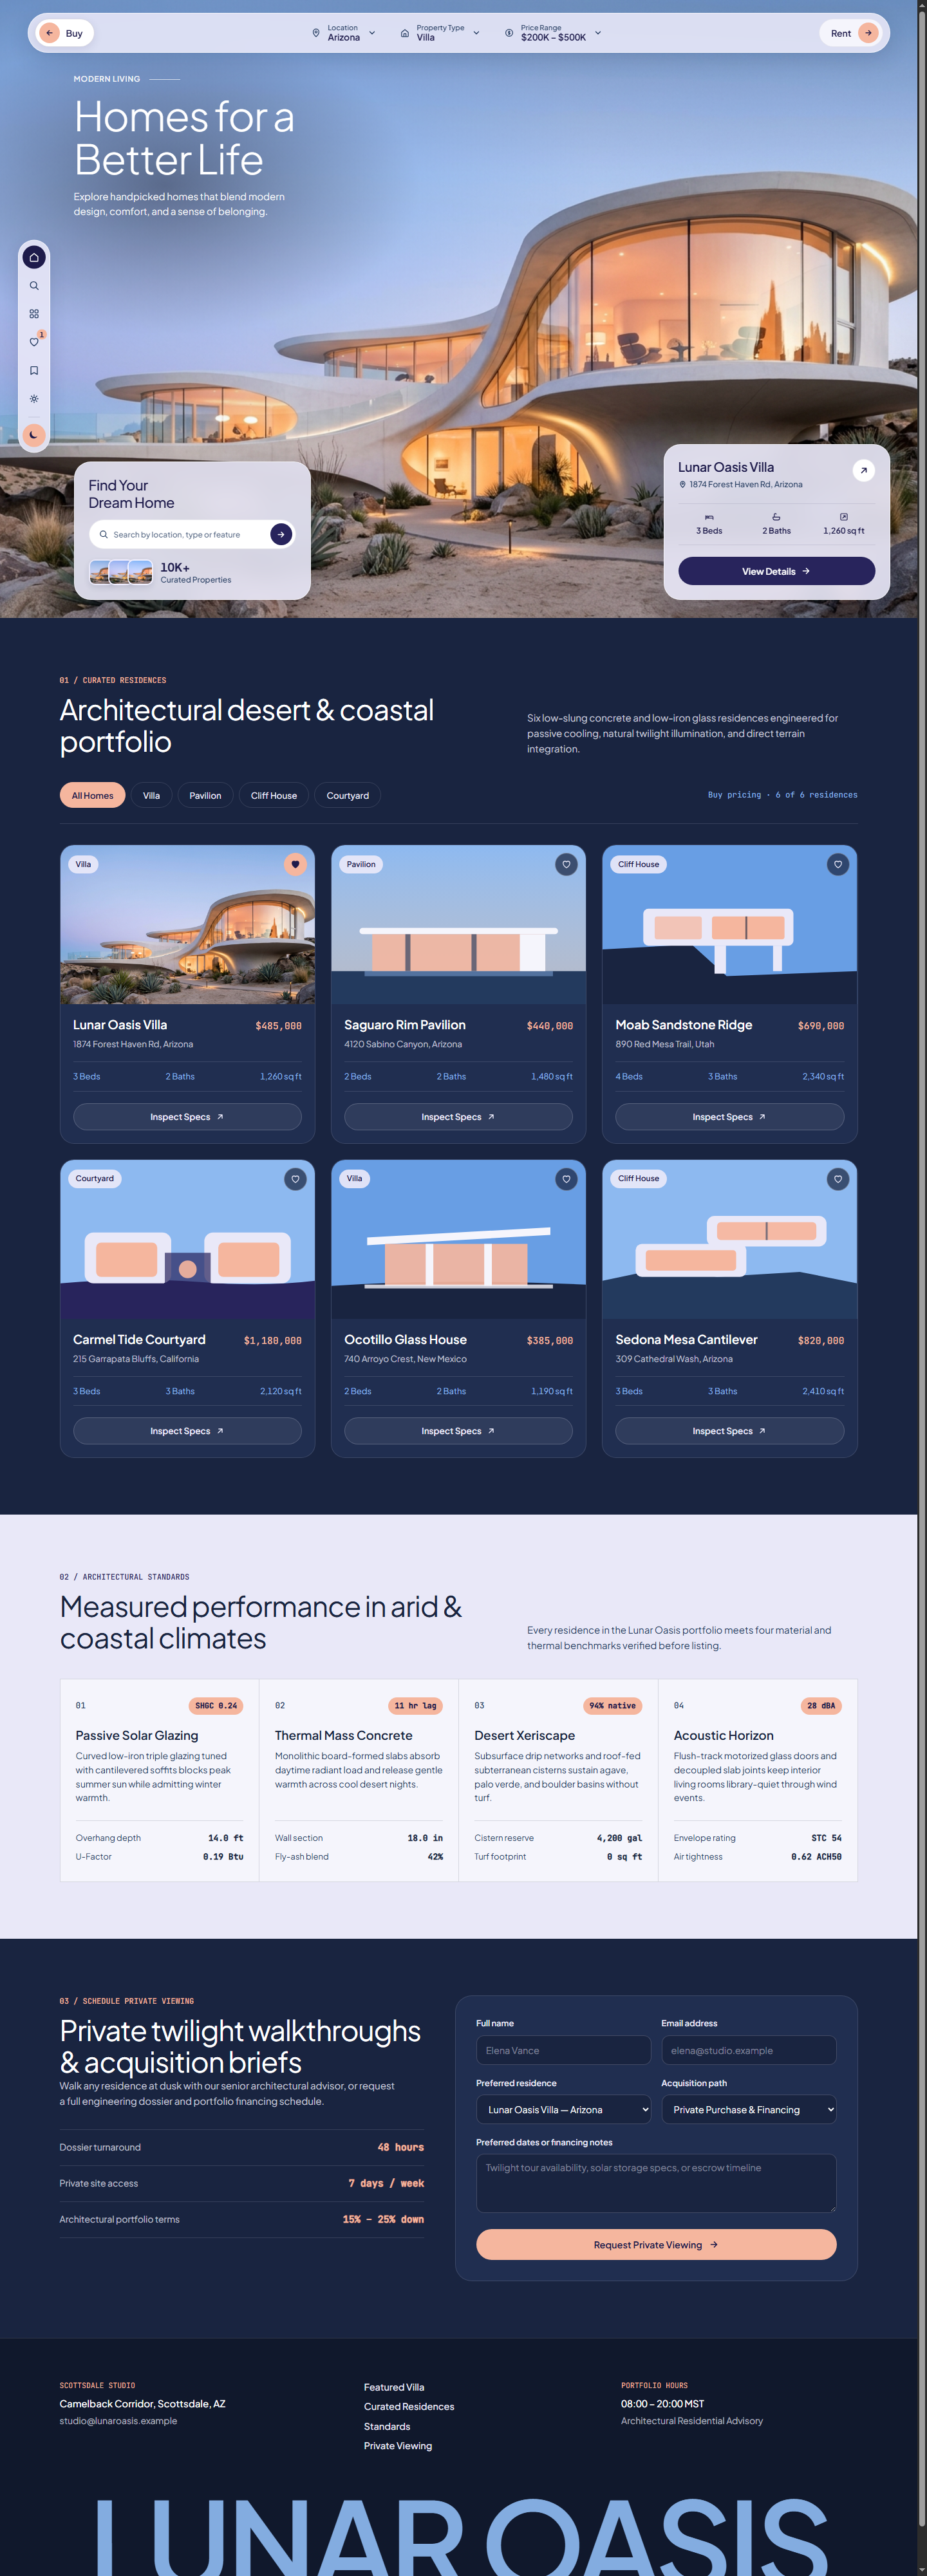 Buy
Location
Arizona
Property Type
Villa
Price Range
$200K – $500K
Rent
MODERN LIVING
Homes for a
Better Life
Explore handpicked homes that blend modern
design, comfort, and a sense of belonging.
1
Find Your
Dream Home
Search by location, type or feature
10K+
Curated Properties
Lunar Oasis Villa
1874 Forest Haven Rd, Arizona
3 Beds
2 Baths
1,260 sq ft
View Details
01 / CURATED RESIDENCES
Architectural desert & coastal
portfolio
Six low-slung concrete and low-iron glass residences engineered for
passive cooling, natural twilight illumination, and direct terrain
integration.
All Homes
Villa
Pavilion
Cliff House
Courtyard
Buy pricing · 6 of 6 residences
Villa
Lunar Oasis Villa
$485,000
1874 Forest Haven Rd, Arizona
3 Beds
2 Baths
1,260 sq ft
Inspect Specs
Pavilion
Saguaro Rim Pavilion
$440,000
4120 Sabino Canyon, Arizona
2 Beds
2 Baths
1,480 sq ft
Inspect Specs
Cliff House
Moab Sandstone Ridge
$690,000
890 Red Mesa Trail, Utah
4 Beds
3 Baths
2,340 sq ft
Inspect Specs
Courtyard
Carmel Tide Courtyard
$1,180,000
215 Garrapata Bluffs, California
3 Beds
3 Baths
2,120 sq ft
Inspect Specs
Villa
Ocotillo Glass House
$385,000
740 Arroyo Crest, New Mexico
2 Beds
2 Baths
1,190 sq ft
Inspect Specs
Cliff House
Sedona Mesa Cantilever
$820,000
309 Cathedral Wash, Arizona
3 Beds
3 Baths
2,410 sq ft
Inspect Specs
02 / ARCHITECTURAL STANDARDS
Measured performance in arid &
coastal climates
Every residence in the Lunar Oasis portfolio meets four material and
thermal benchmarks verified before listing.
01
SHGC 0.24
Passive Solar Glazing
Curved low-iron triple glazing tuned
with cantilevered soffits blocks peak
summer sun while admitting winter
warmth.
Overhang depth
14.0 ft
U-Factor
0.19 Btu
02
11 hr lag
Thermal Mass Concrete
Monolithic board-formed slabs absorb
daytime radiant load and release gentle
warmth across cool desert nights.
Wall section
18.0 in
Fly-ash blend
42%
03
94% native
Desert Xeriscape
Subsurface drip networks and roof-fed
subterranean cisterns sustain agave,
palo verde, and boulder basins without
turf.
Cistern reserve
4,200 gal
Turf footprint
0 sq ft
04
28 dBA
Acoustic Horizon
Flush-track motorized glass doors and
decoupled slab joints keep interior
living rooms library-quiet through wind
events.
Envelope rating
STC 54
Air tightness
0.62 ACH50
03 / SCHEDULE PRIVATE VIEWING
Private twilight walkthroughs
& acquisition briefs
Walk any residence at dusk with our senior architectural advisor, or request
a full engineering dossier and portfolio financing schedule.
Dossier turnaround
48 hours
Private site access
7 days / week
Architectural portfolio terms
15% – 25% down
Full name
Elena Vance
Email address
elena@studio.example
Preferred residence
Lunar Oasis Villa — Arizona
Acquisition path
Private Purchase & Financing
Preferred dates or financing notes
Twilight tour availability, solar storage specs, or escrow timeline
Request Private Viewing
SCOTTSDALE STUDIO
Camelback Corridor, Scottsdale, AZ
studio@lunaroasis.example
Featured Villa
Curated Residences
Standards
Private Viewing
PORTFOLIO HOURS
08:00 – 20:00 MST
Architectural Residential Advisory
LUNAR OASIS